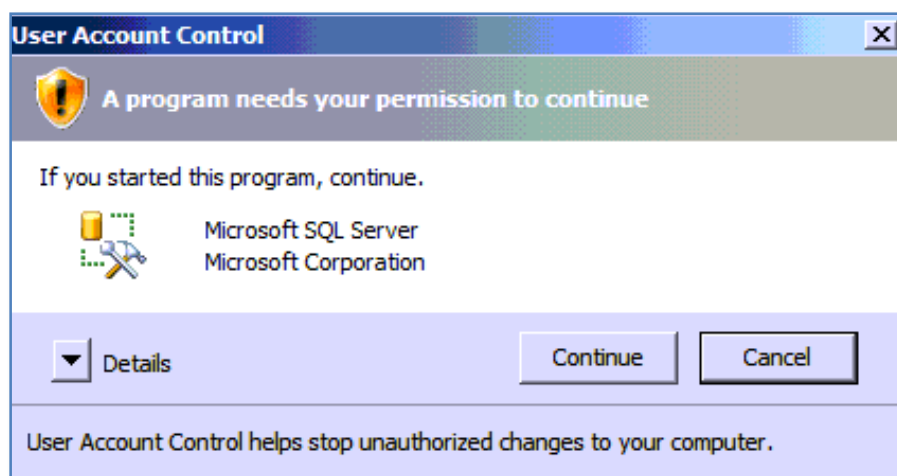 User Account Control
A program needs your permission to continue
If you started this program, continue.
Microsoft SQL Server
Microsoft Corporation
Details
Continue
Cancel
User Account Control helps stop unauthorized changes to your computer.